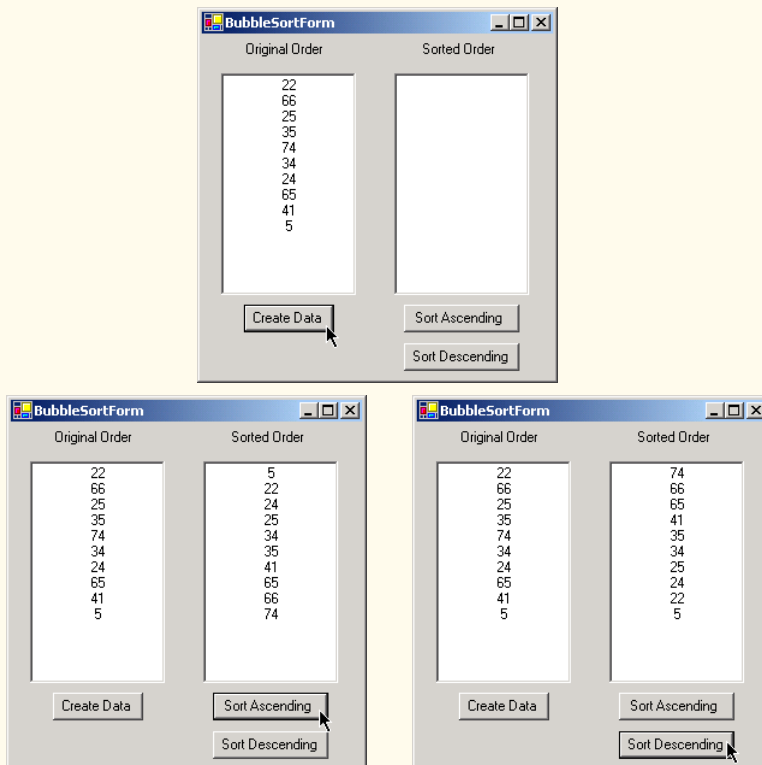 BubbleSortForm
Original Order
Sorted Order
22
66
25
35
74
34
24
65
41
5
Create Data
Sort Ascending
Sort Descending
BubbleSortForm
Original Order
Sorted Order
22
66
25
35
74
34
24
65
41
5
5
22
24
25
34
35
41
65
66
74
Create Data
Sort Ascending
Sort Descending
BubbleSortForm
Original Order
Sorted Order
22
66
25
35
74
34
24
65
41
5
74
66
65
41
35
34
25
24
22
5
Create Data
Sort Ascending
Sort Descending